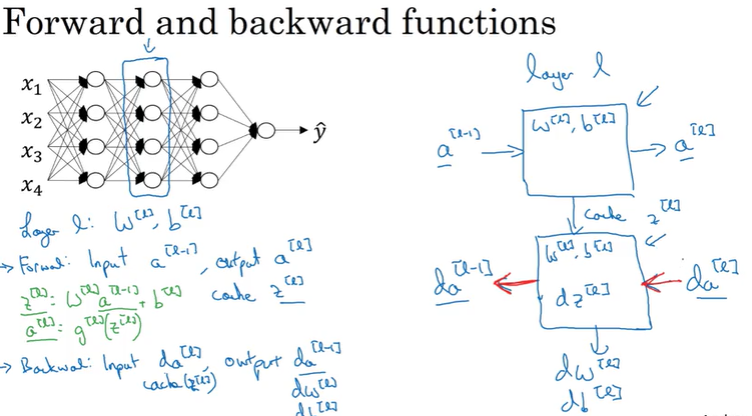 Forward and backward functions
x₁
x₂
x₃
x₄
ŷ
Layer l: W^[l], b^[l]
→ Forward: Input a^[l-1], output a^[l]
z^[l] = W^[l] a^[l-1] + b^[l]
cache z^[l]
a^[l] = g^[l](z^[l])
→ Backward: Input da^[l] output da^[l-1]
cache (z^[l])
dW^[l]
db^[l]
layer l
a^[l-1]
W^[l], b^[l]
a^[l]
cache z^[l]
W^[l], b^[l]
da^[l-1]
dz^[l]
da^[l]
dW^[l]
db^[l]